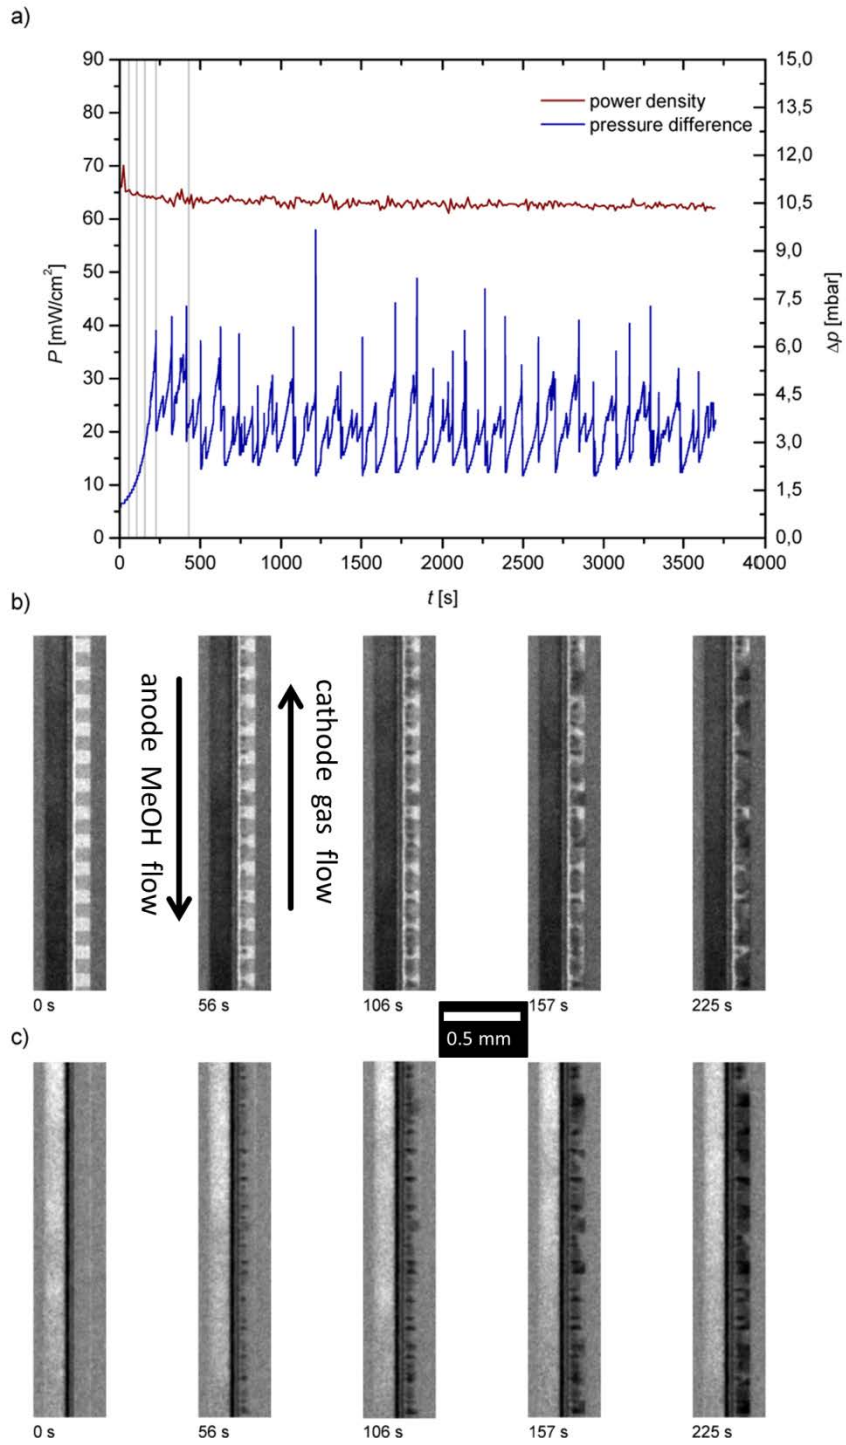 a)
90
80
70
60
50
40
30
20
10
0
P [mW/cm²]
power density
pressure difference
15,0
13,5
12,0
10,5
9,0
7,5
6,0
4,5
3,0
1,5
0,0
Δp [mbar]
0 500 1000 1500 2000 2500 3000 3500 4000
t [s]
b)
anode MeOH flow
cathode gas flow
0 s 56 s 106 s 157 s 225 s
0.5 mm
c)
0 s 56 s 106 s 157 s 225 s